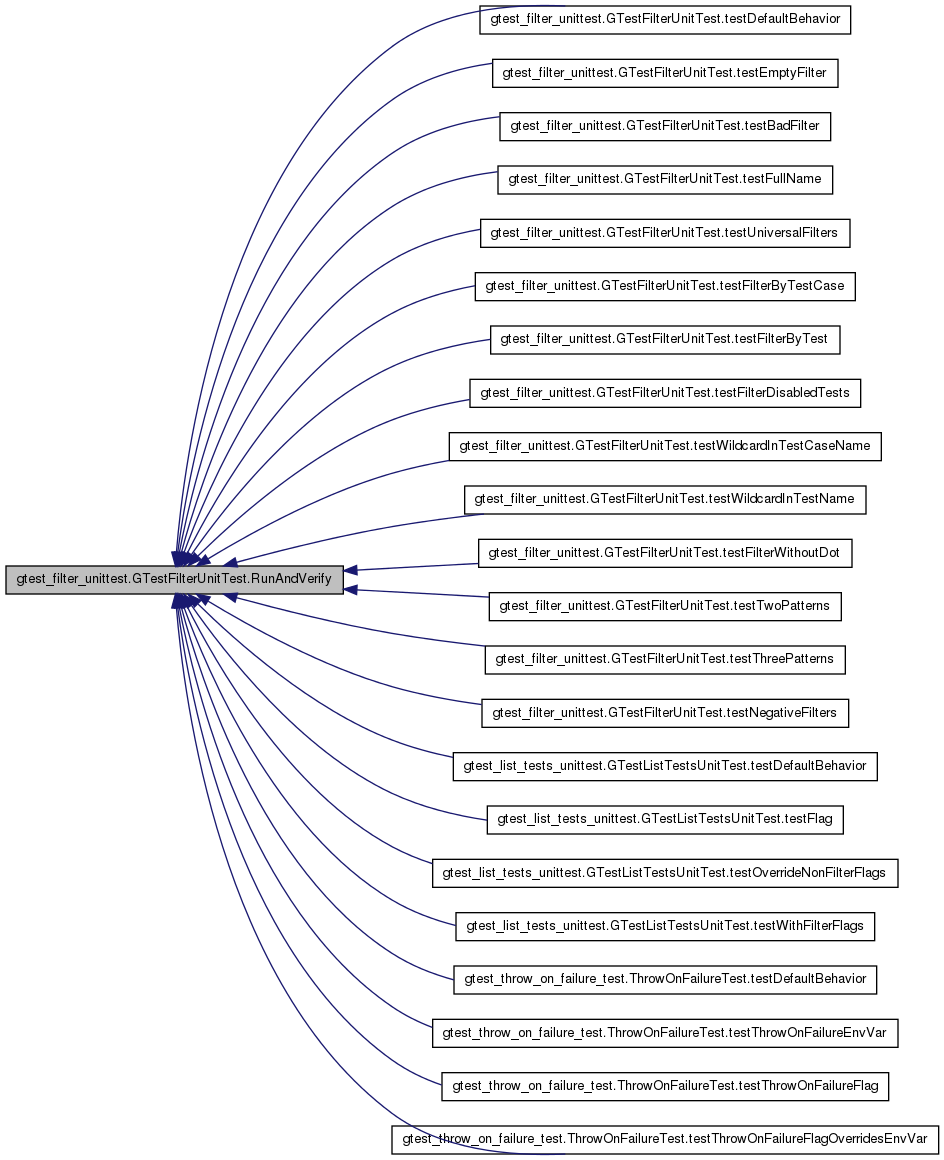 gtest_filter_unittest.GTestFilterUnitTest.testDefaultBehavior
gtest_filter_unittest.GTestFilterUnitTest.testEmptyFilter
gtest_filter_unittest.GTestFilterUnitTest.testBadFilter
gtest_filter_unittest.GTestFilterUnitTest.testFullName
gtest_filter_unittest.GTestFilterUnitTest.testUniversalFilters
gtest_filter_unittest.GTestFilterUnitTest.testFilterByTestCase
gtest_filter_unittest.GTestFilterUnitTest.testFilterByTest
gtest_filter_unittest.GTestFilterUnitTest.testFilterDisabledTests
gtest_filter_unittest.GTestFilterUnitTest.testWildcardInTestCaseName
gtest_filter_unittest.GTestFilterUnitTest.testWildcardInTestName
gtest_filter_unittest.GTestFilterUnitTest.testFilterWithoutDot
gtest_filter_unittest.GTestFilterUnitTest.RunAndVerify
gtest_filter_unittest.GTestFilterUnitTest.testTwoPatterns
gtest_filter_unittest.GTestFilterUnitTest.testThreePatterns
gtest_filter_unittest.GTestFilterUnitTest.testNegativeFilters
gtest_list_tests_unittest.GTestListTestsUnitTest.testDefaultBehavior
gtest_list_tests_unittest.GTestListTestsUnitTest.testFlag
gtest_list_tests_unittest.GTestListTestsUnitTest.testOverrideNonFilterFlags
gtest_list_tests_unittest.GTestListTestsUnitTest.testWithFilterFlags
gtest_throw_on_failure_test.ThrowOnFailureTest.testDefaultBehavior
gtest_throw_on_failure_test.ThrowOnFailureTest.testThrowOnFailureEnvVar
gtest_throw_on_failure_test.ThrowOnFailureTest.testThrowOnFailureFlag
gtest_throw_on_failure_test.ThrowOnFailureTest.testThrowOnFailureFlagOverridesEnvVar